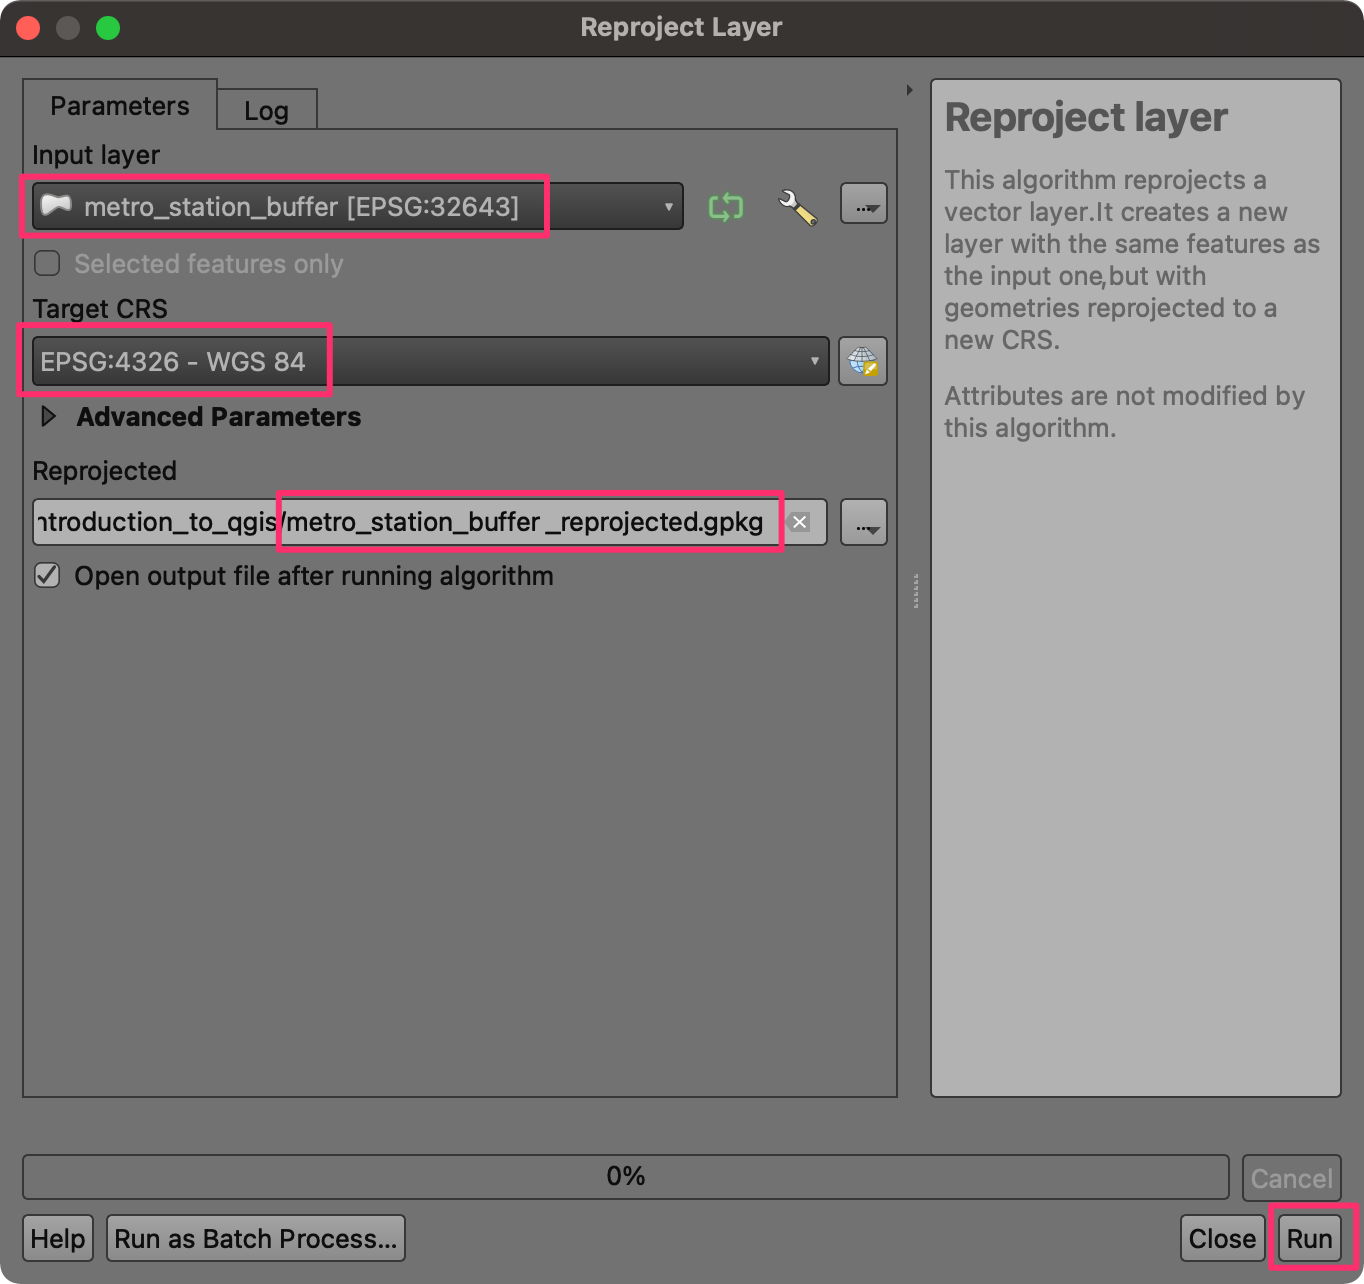 Reproject Layer
Parameters
Log
Input layer
metro_station_buffer [EPSG:32643]
...
Selected features only
Target CRS
EPSG:4326 - WGS 84
Advanced Parameters
Reprojected
ntroduction_to_qgis/metro_station_buffer _reprojected.gpkg
...
Open output file after running algorithm
Reproject layer
This algorithm reprojects a
vector layer.It creates a new
layer with the same features as
the input one,but with
geometries reprojected to a
new CRS.
Attributes are not modified by
this algorithm.
0%
Cancel
Help
Run as Batch Process...
Close
Run